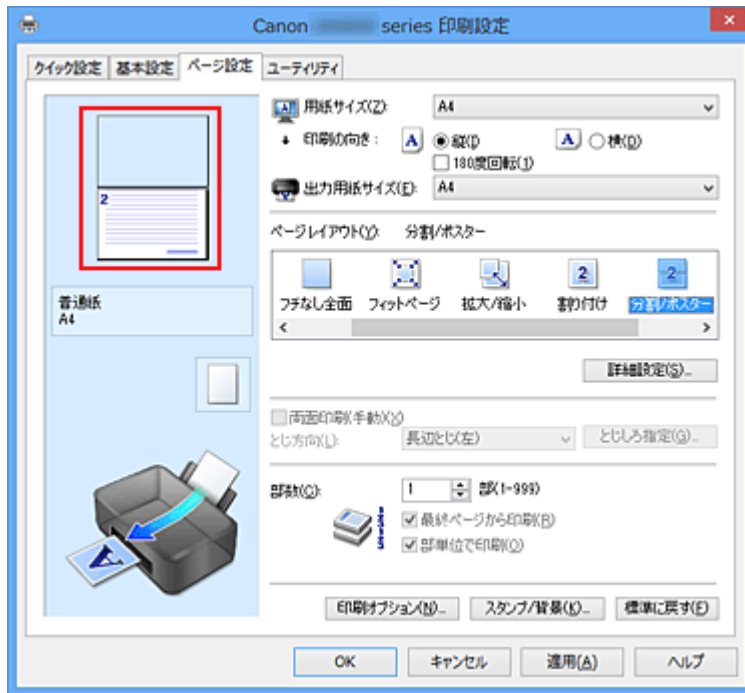 Canon series 印刷設定
クイック設定 基本設定 ページ設定 ユーティリティ
用紙サイズ(Z): A4
印刷の向き: A 縦(I) A 横(D)
180度回転(1)
出力用紙サイズ(E): A4
ページレイアウト(Y): 分割/ポスター
2 2
フチなし全面 フィットページ 拡大/縮小 割り付け 分割/ポスター
2
普通紙
A4
詳細設定(S)...
両面印刷(手動)(X)
とじ方向(L): 長辺とじ(左) とじしろ指定(G)...
部数(C): 1 部(1-999)
最終ページから印刷(R)
部単位で印刷(O)
A
印刷オプション(N)... スタンプ/背景(K)... 標準に戻す(F)
OK キャンセル 適用(A) ヘルプ